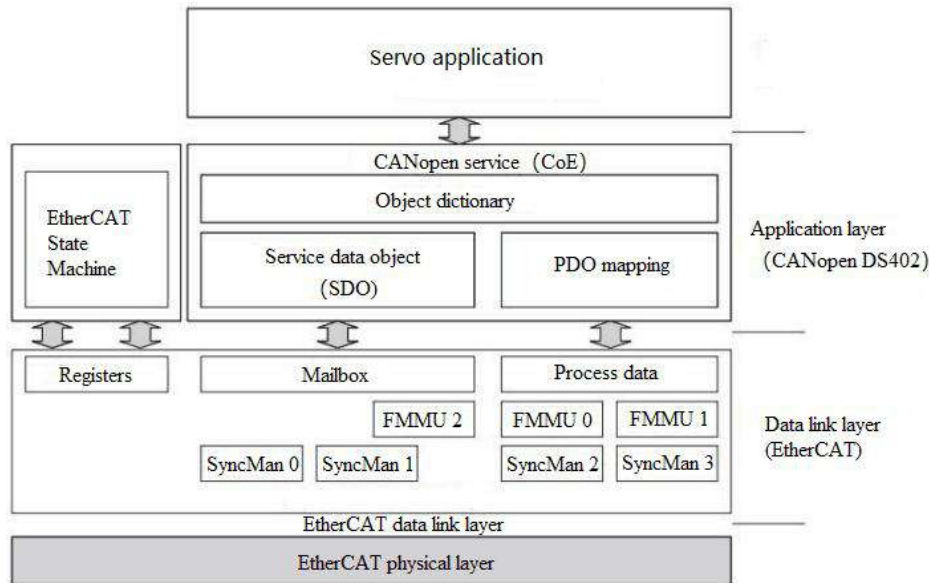 Servo application
CANopen service （CoE）
Object dictionary
EtherCAT
State
Machine
Service data object
（SDO）
PDO mapping
Application layer
（CANopen DS402）
Registers
Mailbox
Process data
FMMU 2
FMMU 0
FMMU 1
SyncMan 0
SyncMan 1
SyncMan 2
SyncMan 3
Data link layer
(EtherCAT)
EtherCAT data link layer
EtherCAT physical layer